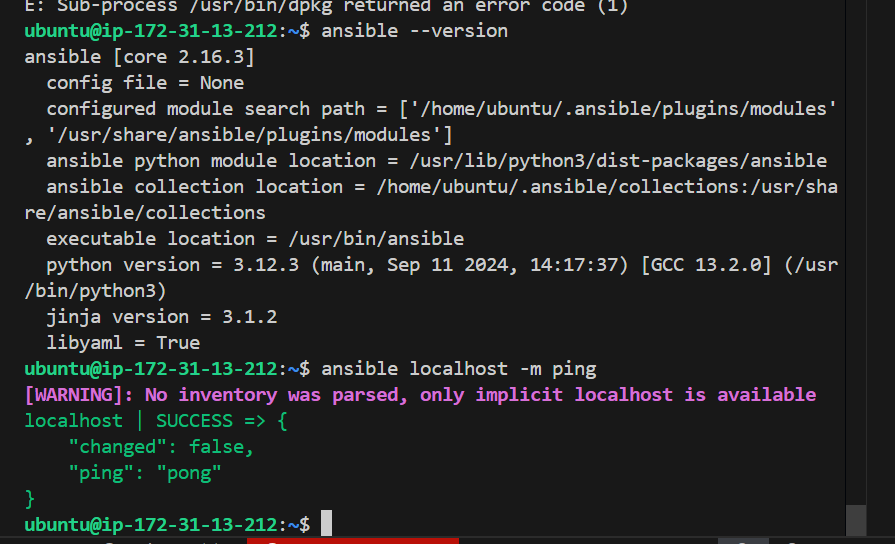 E: Sub-process /usr/bin/dpkg returned an error code (1)
ubuntu@ip-172-31-13-212:~$ ansible --version
ansible [core 2.16.3]
  config file = None
  configured module search path = ['/home/ubuntu/.ansible/plugins/modules'
, '/usr/share/ansible/plugins/modules']
  ansible python module location = /usr/lib/python3/dist-packages/ansible
  ansible collection location = /home/ubuntu/.ansible/collections:/usr/sha
re/ansible/collections
  executable location = /usr/bin/ansible
  python version = 3.12.3 (main, Sep 11 2024, 14:17:37) [GCC 13.2.0] (/usr
/bin/python3)
  jinja version = 3.1.2
  libyaml = True
ubuntu@ip-172-31-13-212:~$ ansible localhost -m ping
[WARNING]: No inventory was parsed, only implicit localhost is available
localhost | SUCCESS => {
    "changed": false,
    "ping": "pong"
}
ubuntu@ip-172-31-13-212:~$